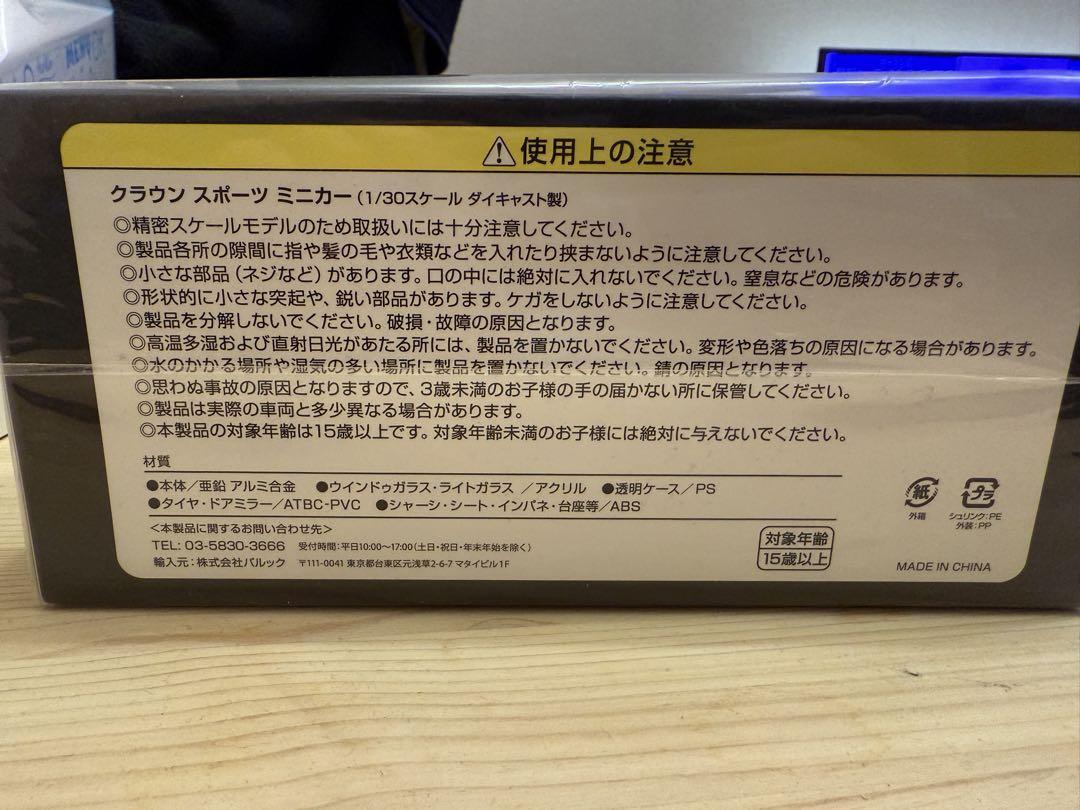 使用上の注意
クラウン スポーツ ミニカー(1/30スケール ダイキャスト製)
◎精密スケールモデルのため取扱いには十分注意してください。
◎製品各所の隙間に指や髪の毛や衣類などを入れたり挟まないように注意してください。
◎小さな部品(ネジなど)があります。口の中には絶対に入れないでください。窒息などの危険があります。
◎形状的に小さな突起や、鋭い部品があります。ケガをしないように注意してください。
◎製品を分解しないでください。破損・故障の原因となります。
◎高温多湿および直射日光があたる所には、製品を置かないでください。変形や色落ちの原因になる場合があります。
◎水のかかる場所や湿気の多い場所に製品を置かないでください。錆の原因となります。
◎思わぬ事故の原因となりますので、3歳未満のお子様の手の届かない所に保管してください。
◎製品は実際の車両と多少異なる場合があります。
◎本製品の対象年齢は15歳以上です。対象年齢未満のお子様には絶対に与えないでください。
材質
●本体/亜鉛 アルミ合金 ●ウインドゥガラス・ライトガラス /アクリル ●透明ケース/PS
●タイヤ・ドアミラー/ATBC-PVC ●シャーシ・シート・インパネ・台座等/ABS
<本製品に関するお問い合わせ先>
TEL: 03-5830-3666 受付時間:平日10:00~17:00(土日・祝日・年末年始を除く)
輸入元:株式会社バルック 〒111-0041 東京都台東区元浅草2-6-7 マタイビル1F
対象年齢
15歳以上
紙
外箱
プラ
シュリンク:PE
外装:PP
MADE IN CHINA